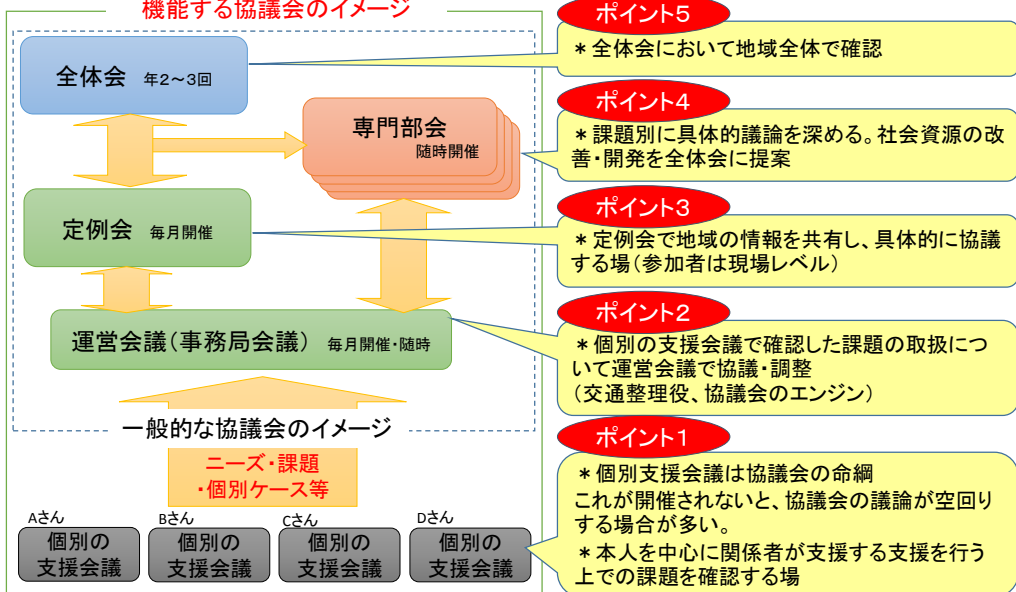 機能する協議会のイメージ
全体会 年2～3回
専門部会
随時開催
定例会 毎月開催
運営会議(事務局会議) 毎月開催・随時
一般的な協議会のイメージ
ニーズ・課題
・個別ケース等
Aさん
個別の
支援会議
Bさん
個別の
支援会議
Cさん
個別の
支援会議
Dさん
個別の
支援会議
ポイント5
＊全体会において地域全体で確認
ポイント4
＊課題別に具体的議論を深める。社会資源の改
善・開発を全体会に提案
ポイント3
＊定例会で地域の情報を共有し、具体的に協議
する場(参加者は現場レベル)
ポイント2
＊個別の支援会議で確認した課題の取扱につ
いて運営会議で協議・調整
(交通整理役、協議会のエンジン)
ポイント1
＊個別支援会議は協議会の命綱
これが開催されないと、協議会の議論が空回り
する場合が多い。
＊本人を中心に関係者が支援する支援を行う
上での課題を確認する場